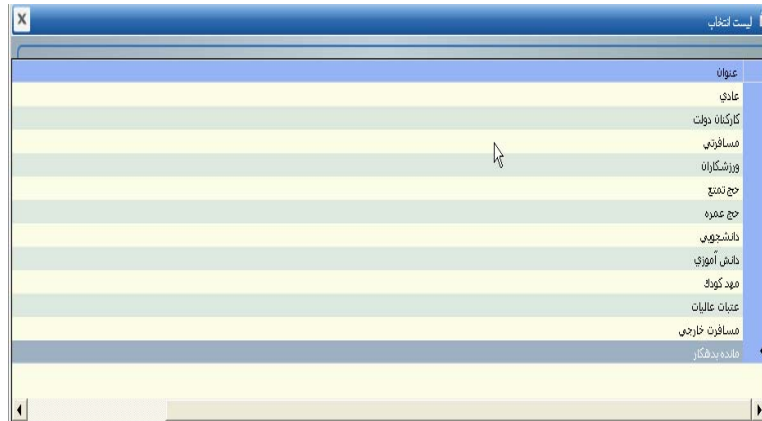 لیست انتخاب
عنوان
عادي
کارکنان دولت
مسافرتي
ورزشکاران
حج تمتع
حج عمره
دانشجويي
دانش آموزي
مهد کودك
عتبات عاليات
مسافرت خارجي
مانده بدهکار